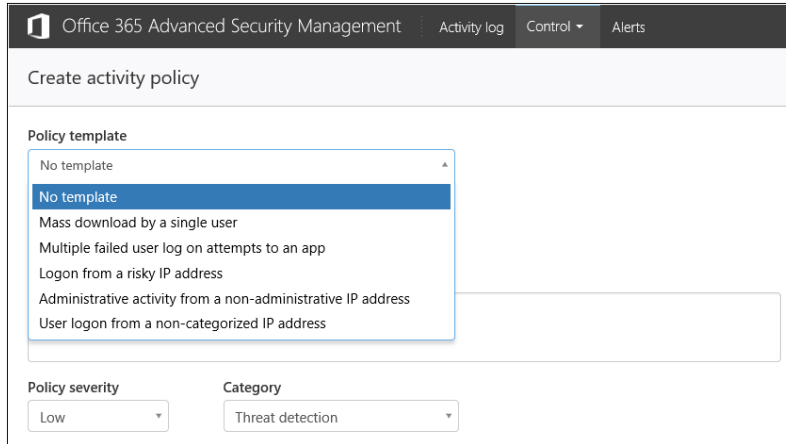 Office 365 Advanced Security Management Activity log Control Alerts
Create activity policy
Policy template
No template
No template
Mass download by a single user
Multiple failed user log on attempts to an app
Logon from a risky IP address
Administrative activity from a non-administrative IP address
User logon from a non-categorized IP address
Policy severity Category
Low Threat detection